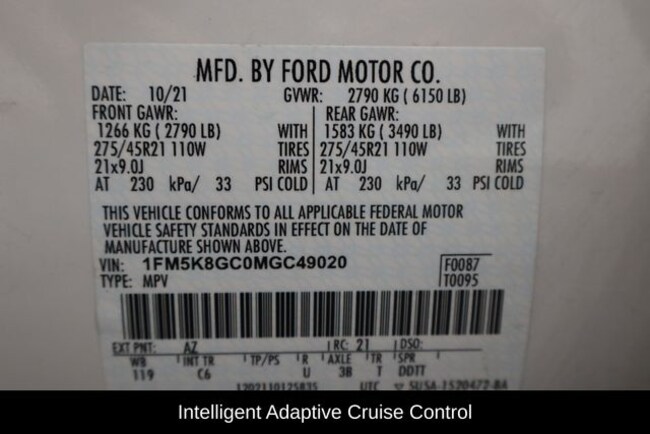 MFD. BY FORD MOTOR CO.
DATE: 10/21 GVWR: 2790 KG ( 6150 LB)
FRONT GAWR: REAR GAWR:
1266 KG ( 2790 LB) WITH 1583 KG ( 3490 LB) WITH
275/45R21 110W TIRES 275/45R21 110W TIRES
21x9.0J RIMS 21x9.0J RIMS
AT 230 kPa/ 33 PSI COLD AT 230 kPa/ 33 PSI COLD
THIS VEHICLE CONFORMS TO ALL APPLICABLE FEDERAL MOTOR
VEHICLE SAFETY STANDARDS IN EFFECT ON THE DATE OF
MANUFACTURE SHOWN ABOVE.
VIN: 1FM5K8GC0MGC49020 F0087
TYPE: MPV T0095
EXT PNT: AZ RC: 21 DSO:
WB INT TR TP/PS R AXLE TR SPR
119 C6 U 3B T DDTT
UTC
Intelligent Adaptive Cruise Control